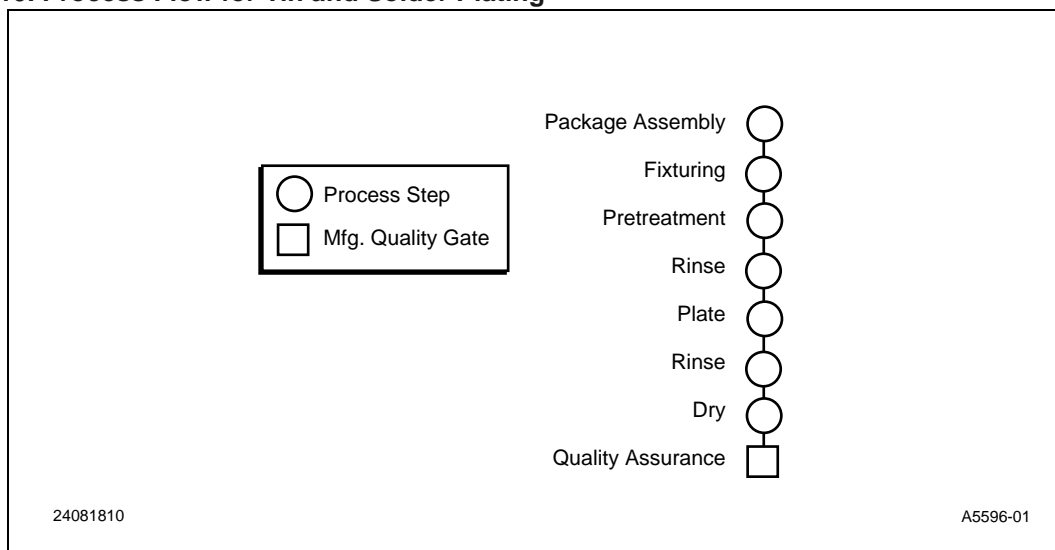 Process Step
Mfg. Quality Gate
Package Assembly
Fixturing
Pretreatment
Rinse
Plate
Rinse
Dry
Quality Assurance
24081810
A5596-01